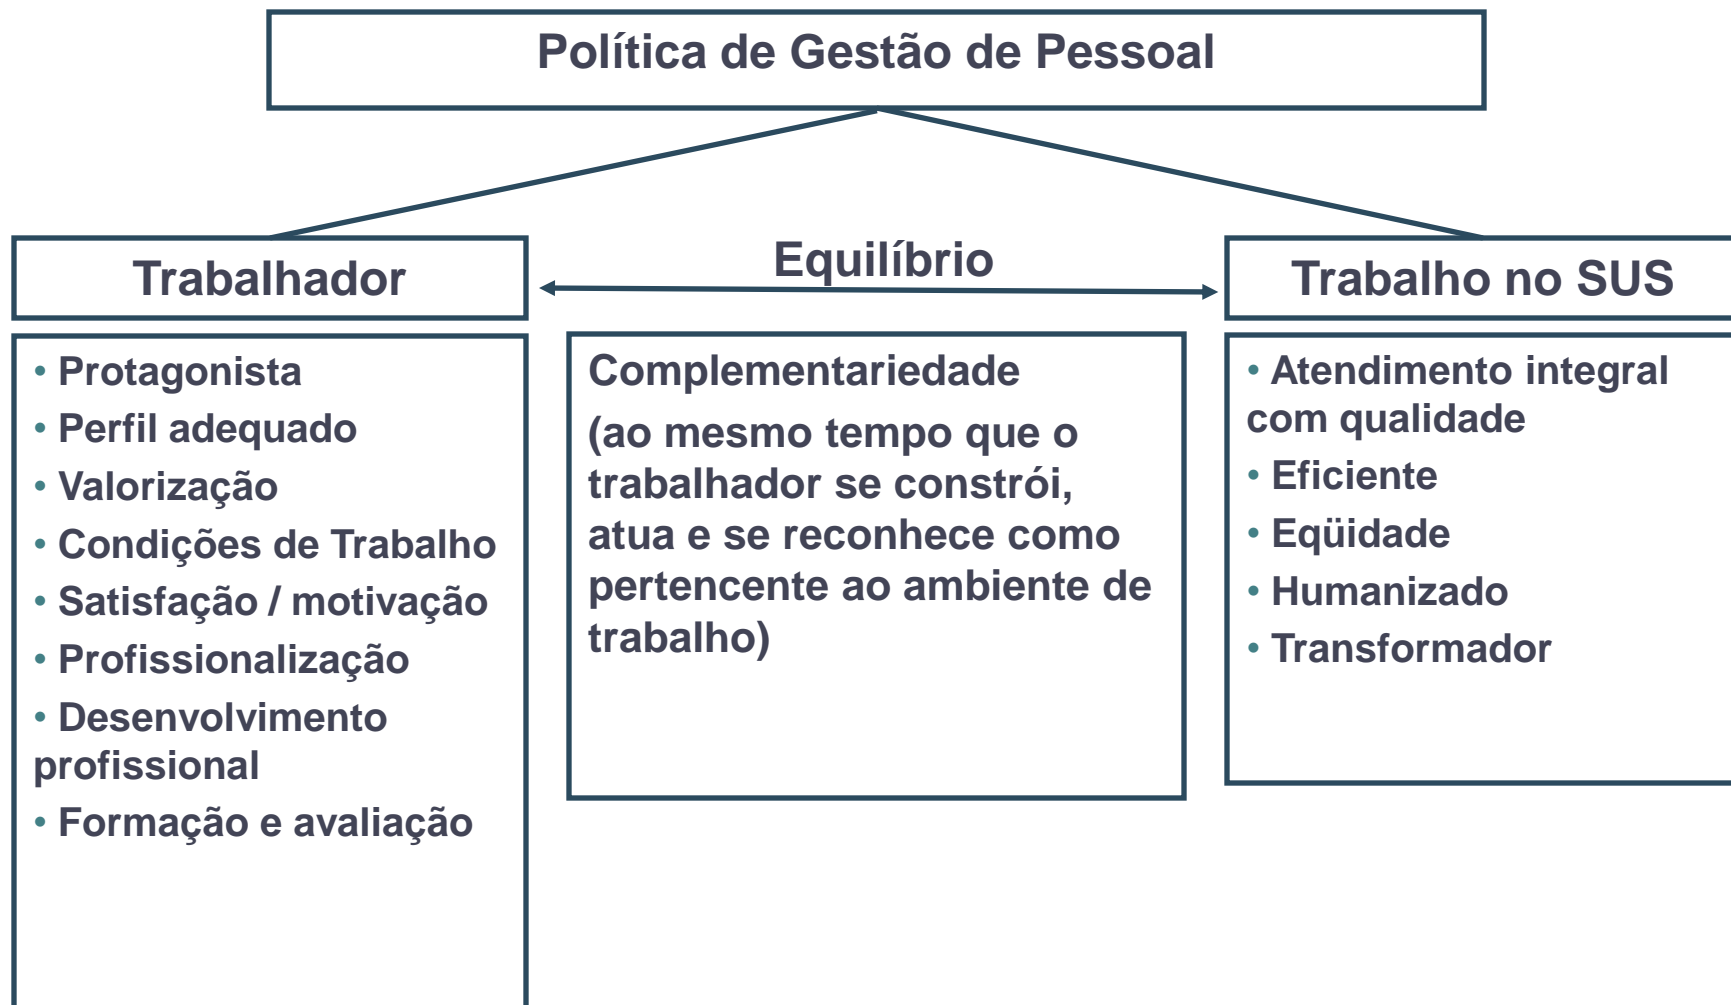 Política de Gestão de Pessoal
Trabalhador
Equilíbrio
Trabalho no SUS
• Protagonista
• Perfil adequado
• Valorização
• Condições de Trabalho
• Satisfação / motivação
• Profissionalização
• Desenvolvimento
profissional
• Formação e avaliação
Complementariedade
(ao mesmo tempo que o
trabalhador se constrói,
atua e se reconhece como
pertencente ao ambiente de
trabalho)
• Atendimento integral
com qualidade
• Eficiente
• Eqüidade
• Humanizado
• Transformador